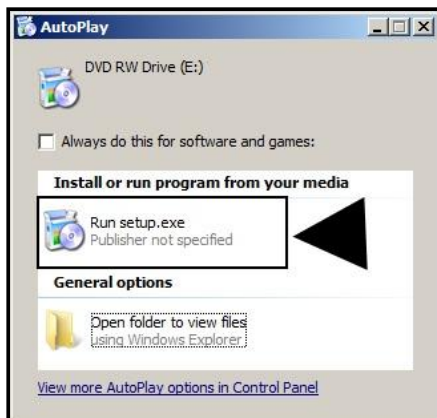 AutoPlay
DVD RW Drive (E:)
Always do this for software and games:
Install or run program from your media
Run setup.exe
Publisher not specified
General options
Open folder to view files
using Windows Explorer
View more AutoPlay options in Control Panel